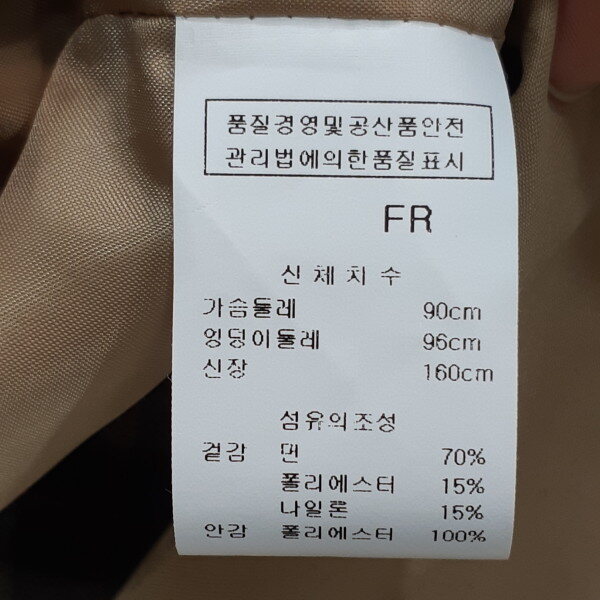 품질경영및공산품안전
관리법에의한품질표시
FR
신체치수
가슴둘레 90cm
엉덩이둘레 96cm
신장 160cm
섬유의조성
겉감 면 70%
폴리에스터 15%
나일론 15%
안감 폴리에스터 100%